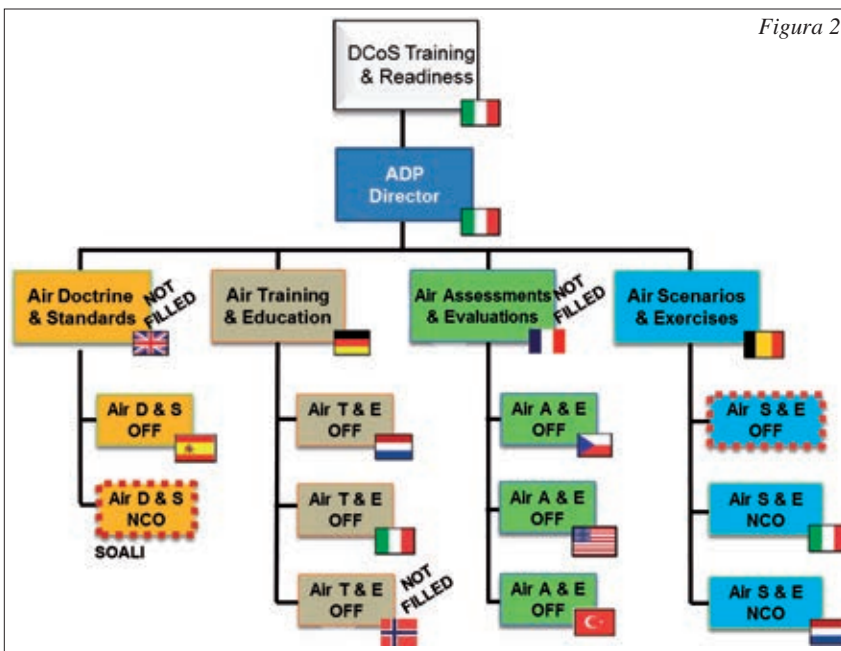 Figura 2
DCoS Training
& Readiness
ADP
Director
Air Doctrine
& Standards
NOT
FILLED
Air Training
& Education
Air Assessments
& Evaluations
NOT
FILLED
Air Scenarios
& Exercises
Air D & S
OFF
Air T & E
OFF
Air A & E
OFF
Air S & E
OFF
Air D & S
NCO
SOALI
Air T & E
OFF
Air A & E
OFF
Air S & E
NCO
Air T & E
OFF
NOT
FILLED
Air A & E
OFF
Air S & E
NCO